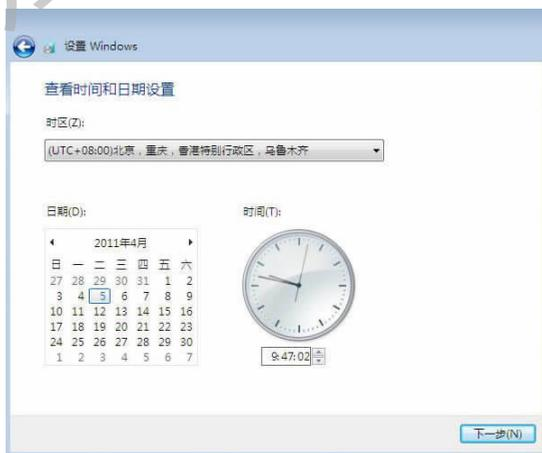 设置 Windows
查看时间和日期设置
时区(Z):
(UTC+08:00)北京，重庆，香港特别行政区，乌鲁木齐
日期(D):
时间(T):
2011年4月
日 一 二 三 四 五 六
27 28 29 30 31 1 2
3 4 5 6 7 8 9
10 11 12 13 14 15 16
17 18 19 20 21 22 23
24 25 26 27 28 29 30
1 2 3 4 5 6 7
9:47:02
下一步(N)